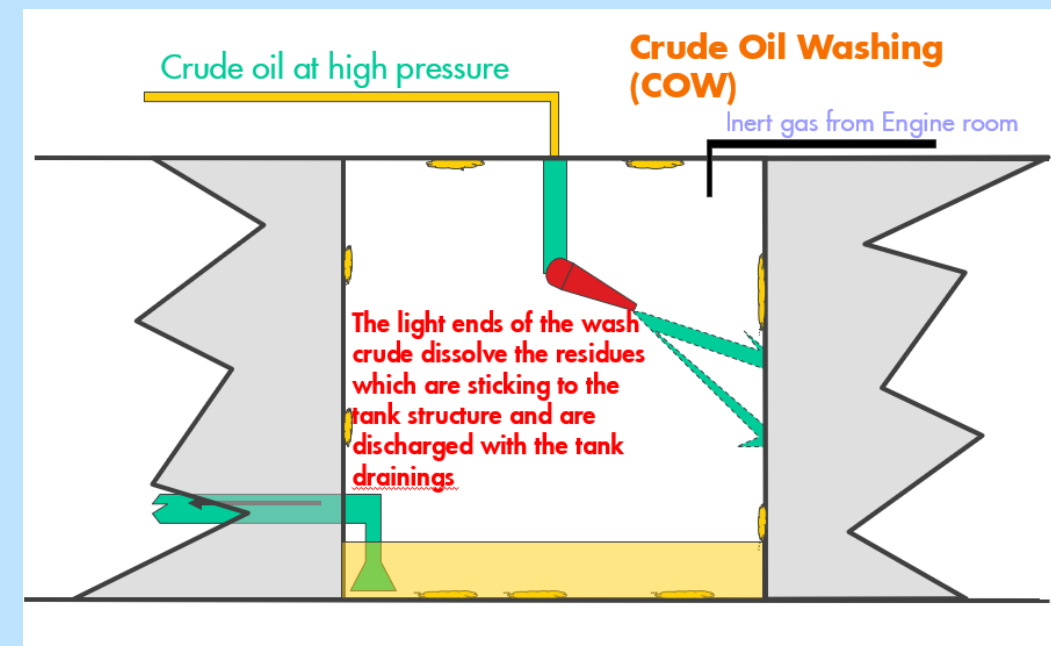 Crude Oil Washing
(COW)
Crude oil at high pressure
Inert gas from Engine room
The light ends of the wash
crude dissolve the residues
which are sticking to the
tank structure and are
discharged with the tank
drainings